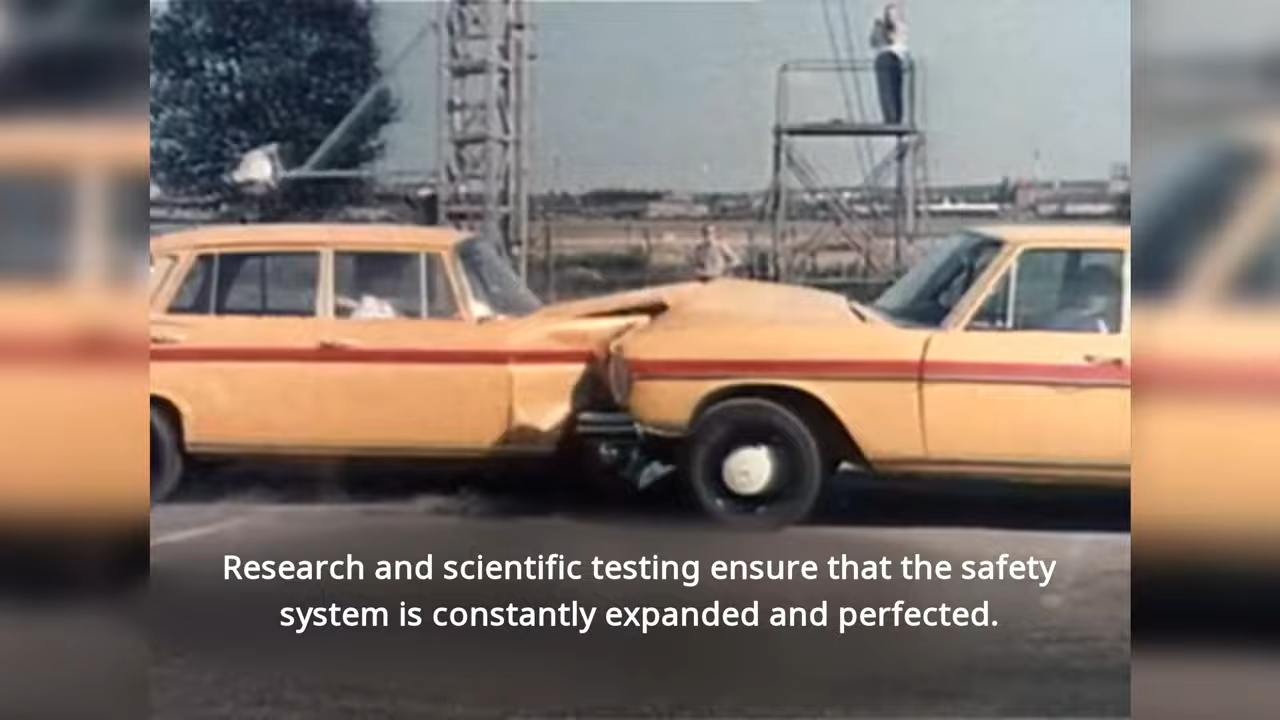 Research and scientific testing ensure that the safety
system is constantly expanded and perfected.